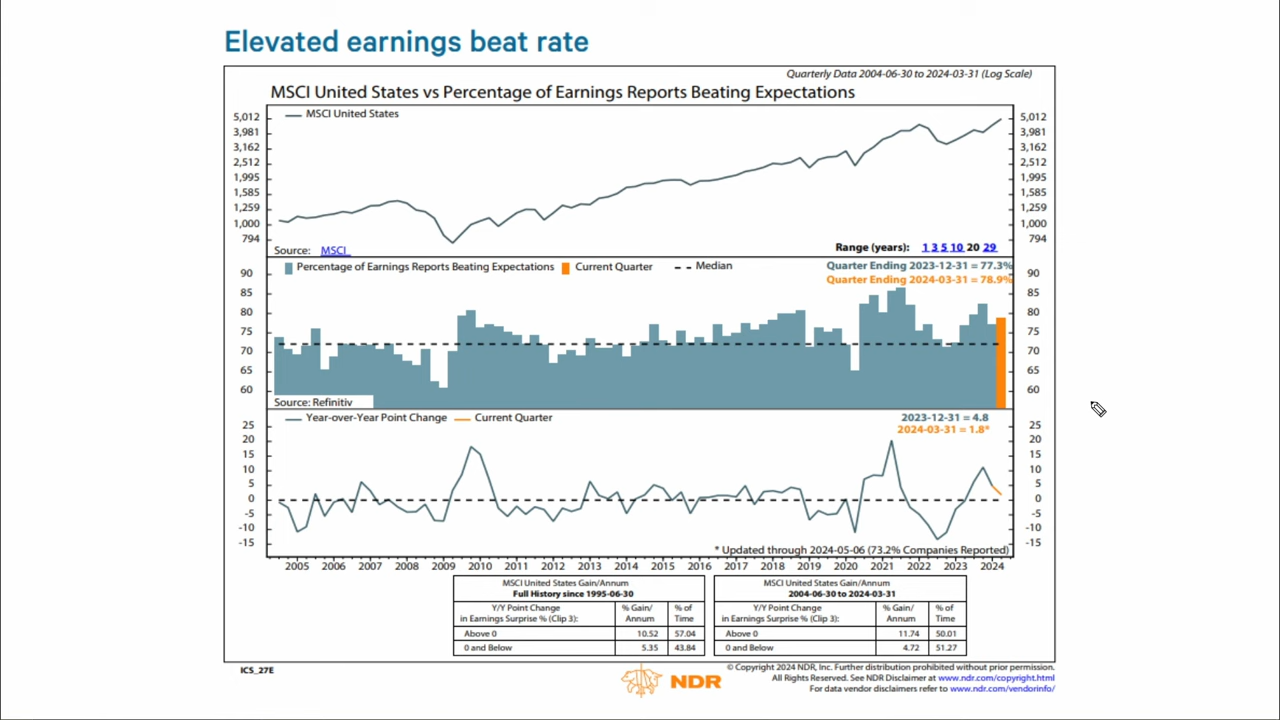 Elevated earnings beat rate
Quarterly Data 2004-06-30 to 2024-03-31 (Log Scale)
MSCI United States vs Percentage of Earnings Reports Beating Expectations
MSCI United States
5,012 5,012
3,981 3,981
3,162 3,162
2,512 2,512
1,995 1,995
1,585 1,585
1,259 1,259
1,000 1,000
794 794
Source: MSCI Range (years): 1 3 5 10 20 29
Percentage of Earnings Reports Beating Expectations Current Quarter Median
Quarter Ending 2023-12-31 = 77.3%
Quarter Ending 2024-03-31 = 78.9%
90 90
85 85
80 80
75 75
70 70
65 65
60 60
Source: Refinitiv
Year-over-Year Point Change Current Quarter
2023-12-31 = 4.8
2024-03-31 = 1.8*
25 25
20 20
15 15
10 10
5 5
0 0
-5 -5
-10 -10
-15 -15
* Updated through 2024-05-06 (73.2% Companies Reported)
2005 2006 2007 2008 2009 2010 2011 2012 2013 2014 2015 2016 2017 2018 2019 2020 2021 2022 2023 2024
MSCI United States Gain/Annum
Full History since 1995-06-30
Y/Y Point Change % Gain/ % of
in Earnings Surprise % (Clip 3): Annum Time
Above 0 10.52 57.04
0 and Below 5.35 43.84
MSCI United States Gain/Annum
2004-06-30 to 2024-03-31
Y/Y Point Change % Gain/ % of
in Earnings Surprise % (Clip 3): Annum Time
Above 0 11.74 50.01
0 and Below 4.72 51.27
ICS_27E
NDR
© Copyright 2024 NDR, Inc. Further distribution prohibited without prior permission.
All Rights Reserved. See NDR Disclaimer at www.ndr.com/copyright.html
For data vendor disclaimers refer to www.ndr.com/vendorinfo/